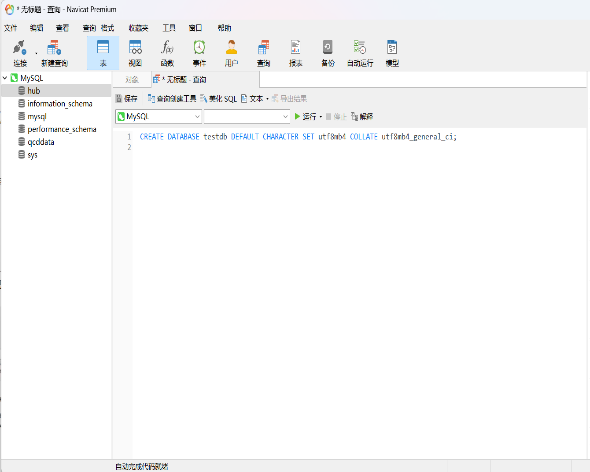 * 无标题 - 查询 - Navicat Premium
文件 编辑 查看 查询 格式 收藏夹 工具 窗口 帮助
连接 新建查询 表 视图 函数 事件 用户 查询 报表 备份 自动运行 模型
MySQL
hub
information_schema
mysql
performance_schema
qcddata
sys
对象 * 无标题 - 查询
保存 查询创建工具 美化 SQL 文本 导出结果
MySQL 运行 停止 解释
1 CREATE DATABASE testdb DEFAULT CHARACTER SET utf8mb4 COLLATE utf8mb4_general_ci;
2
自动完成代码就绪